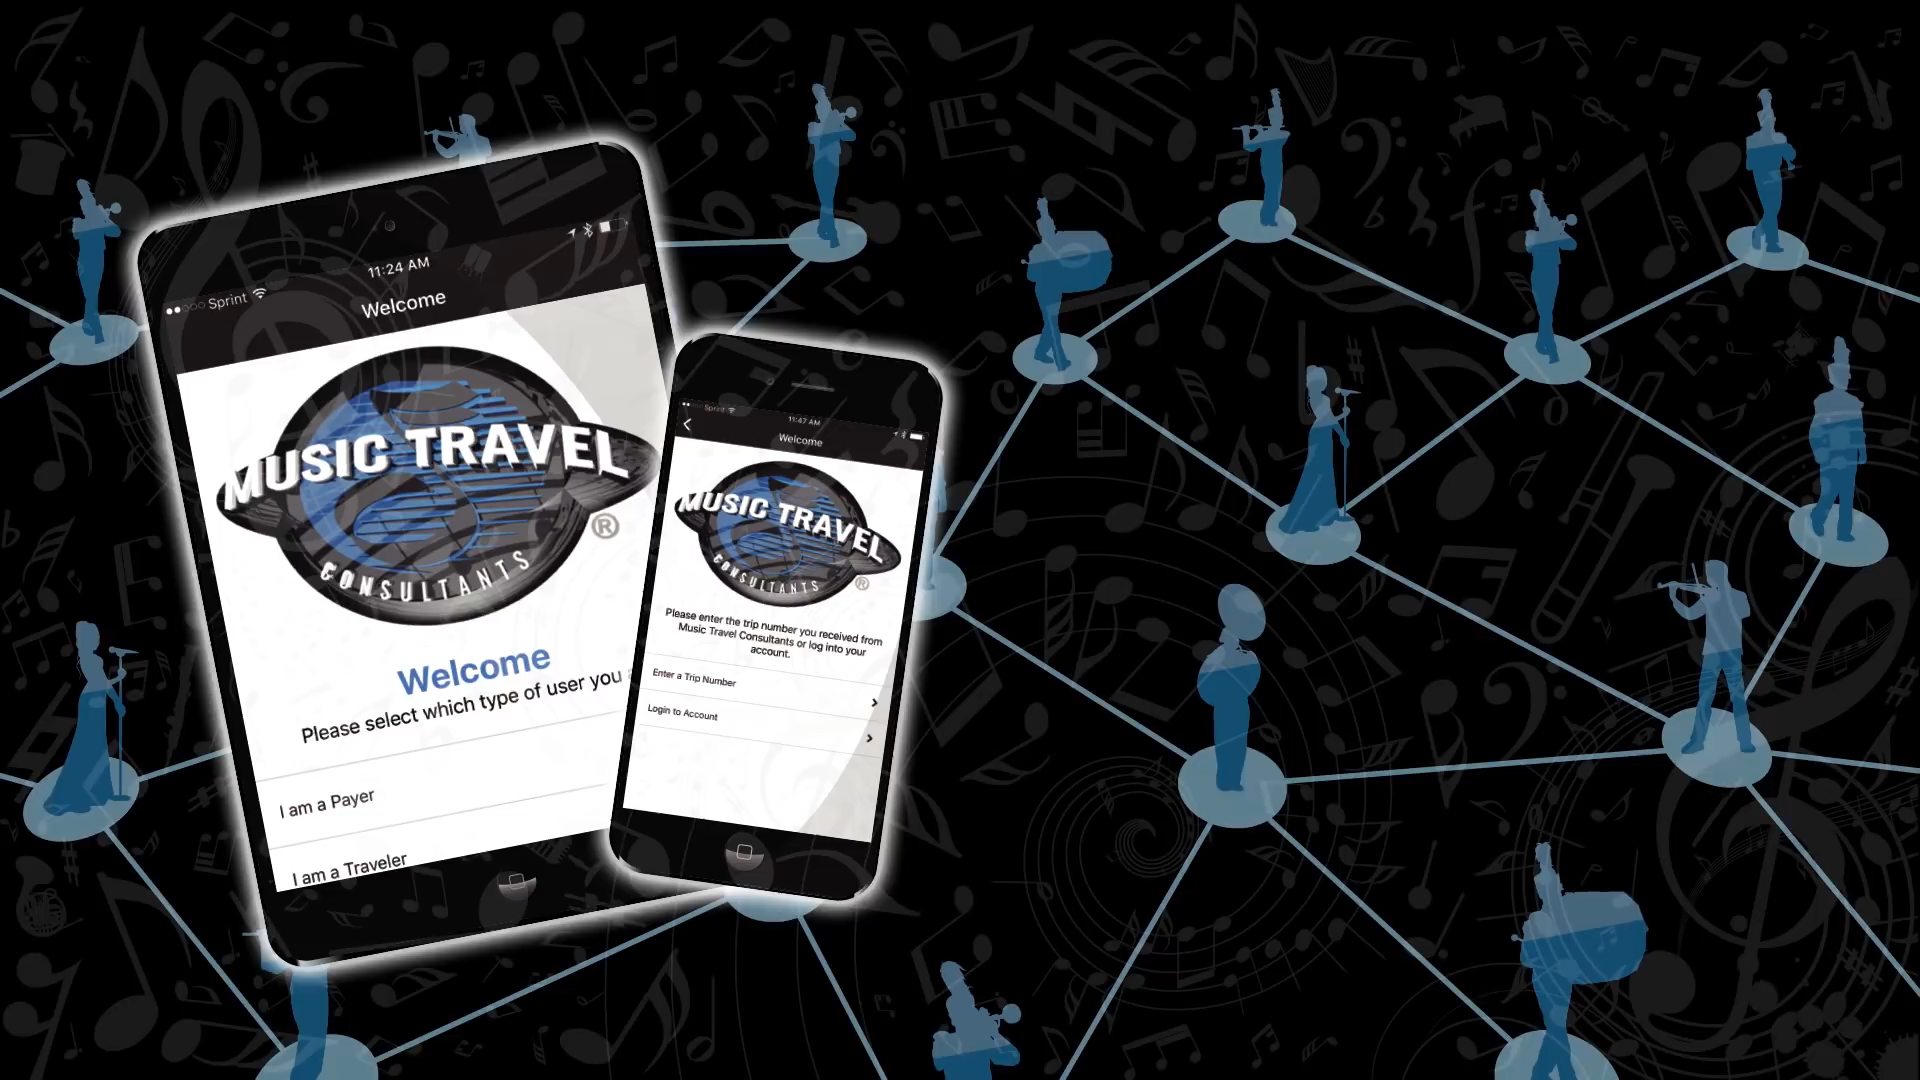 Sprint
11:24 AM
Welcome
MUSIC TRAVEL
CONSULTANTS
®
Welcome
Please select which type of user you
I am a Payer
I am a Traveler
Sprint
11:47 AM
Welcome
MUSIC TRAVEL
CONSULTANTS
®
Please enter the trip number you received from
Music Travel Consultants or log into your
account.
Enter a Trip Number
Login to Account